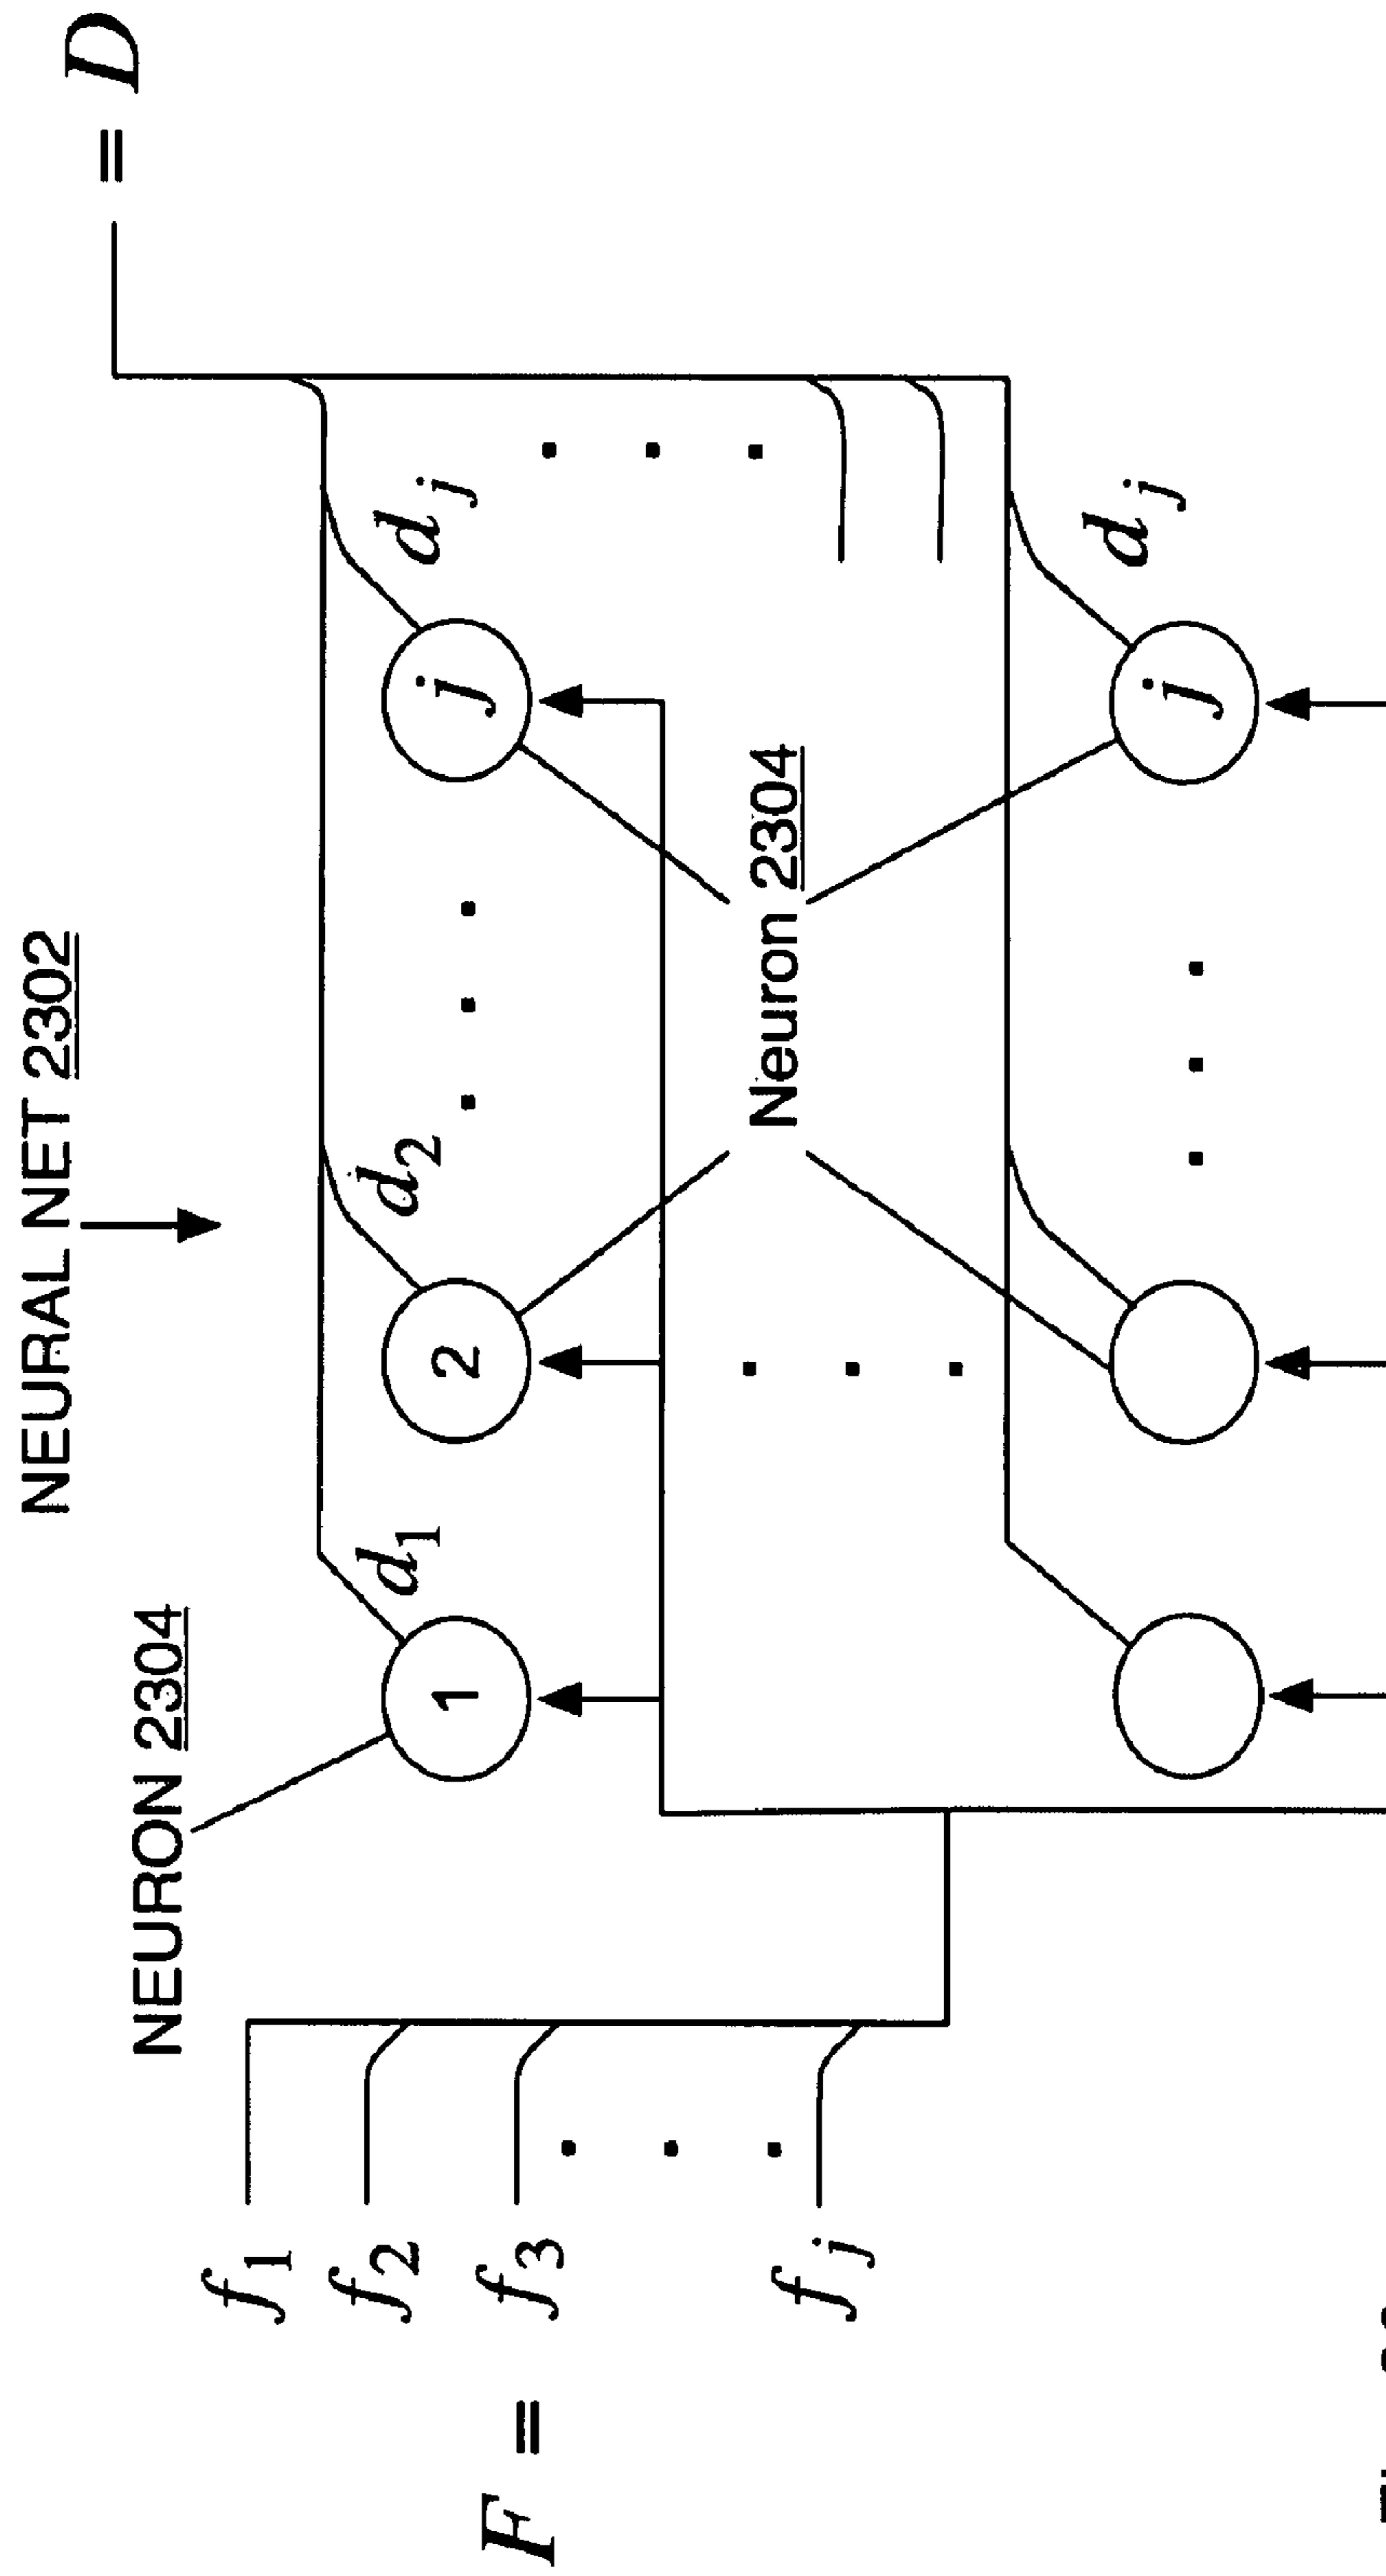 NEURAL NET 2302
NEURON 2304
= D
d1
d2
dj
1
2
j
f1
f2
f3
fj
F =
Neuron 2304
dj
j